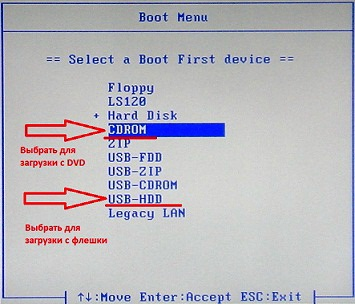 Boot Menu
== Select a Boot First device ==
Floppy
LS120
+ Hard Disk
CDROM
ZIP
Выбрать для
загрузки с DVD
USB-FDD
USB-ZIP
USB-CDROM
USB-HDD
Legacy LAN
Выбрать для
загрузки с флешки
↑↓:Move Enter:Accept ESC:Exit